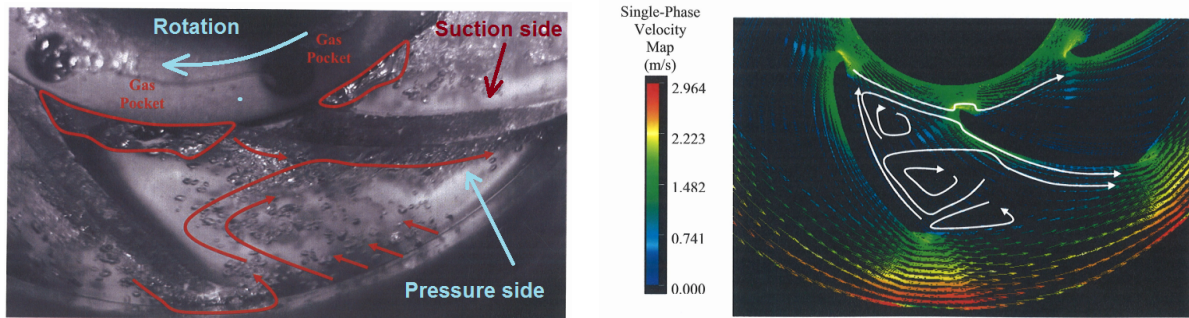 Rotation
Gas
Pocket
Suction side
Gas
Pocket
Pressure side
Single-Phase
Velocity
Map
(m/s)
2.964
2.223
1.482
0.741
0.000